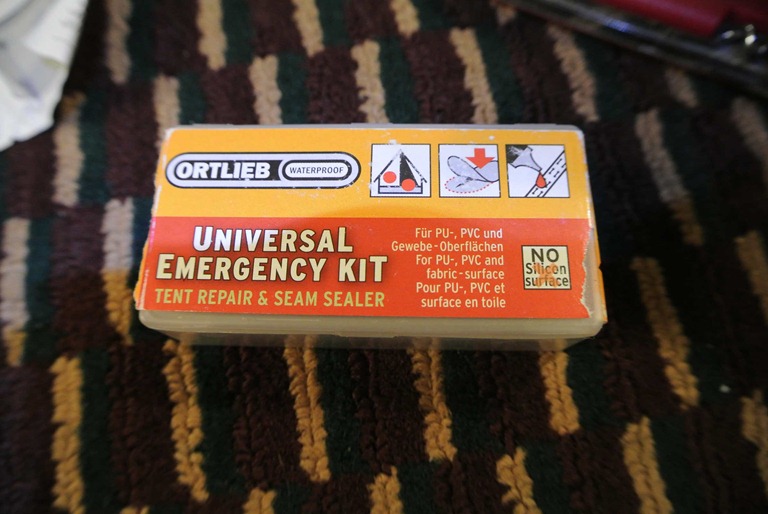 ORTLIEB WATERPROOF
UNIVERSAL
EMERGENCY KIT
TENT REPAIR & SEAM SEALER
Für PU-, PVC und
Gewebe-Oberflächen
For PU-, PVC and
fabric-surface
Pour PU-, PVC et
surface en toile
NO
Silicon
surface